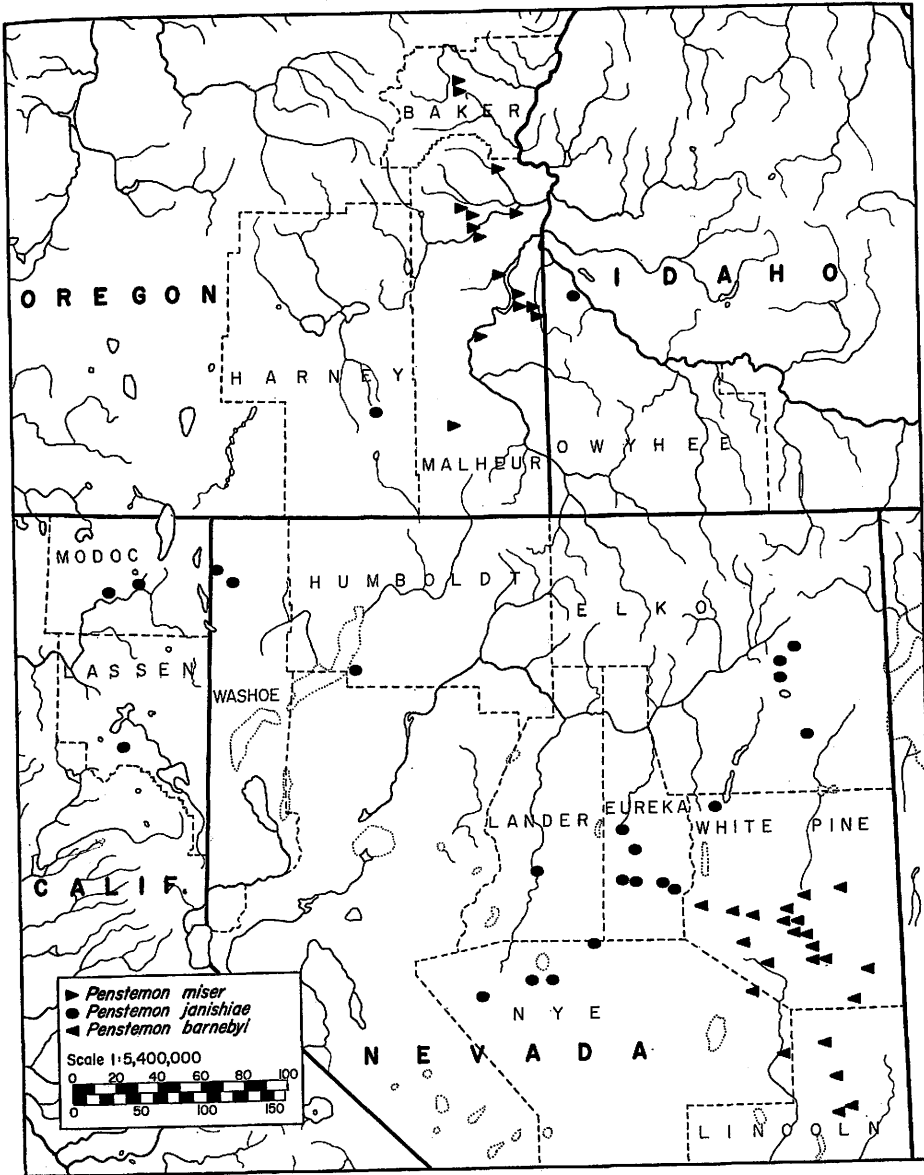 BAKER
OREGON
IDAHO
HARNEY
MALHEUR
OWYHEE
MODOC
HUMBOLDT
ELKO
LASSEN
WASHOE
LANDER
EUREKA
WHITE PINE
CALIF.
NYE
NEVADA
LINCOLN
Penstemon miser
Penstemon janishiae
Penstemon barnebyi
Scale 1:5,400,000
0 20 40 60 80 100
0 50 100 150